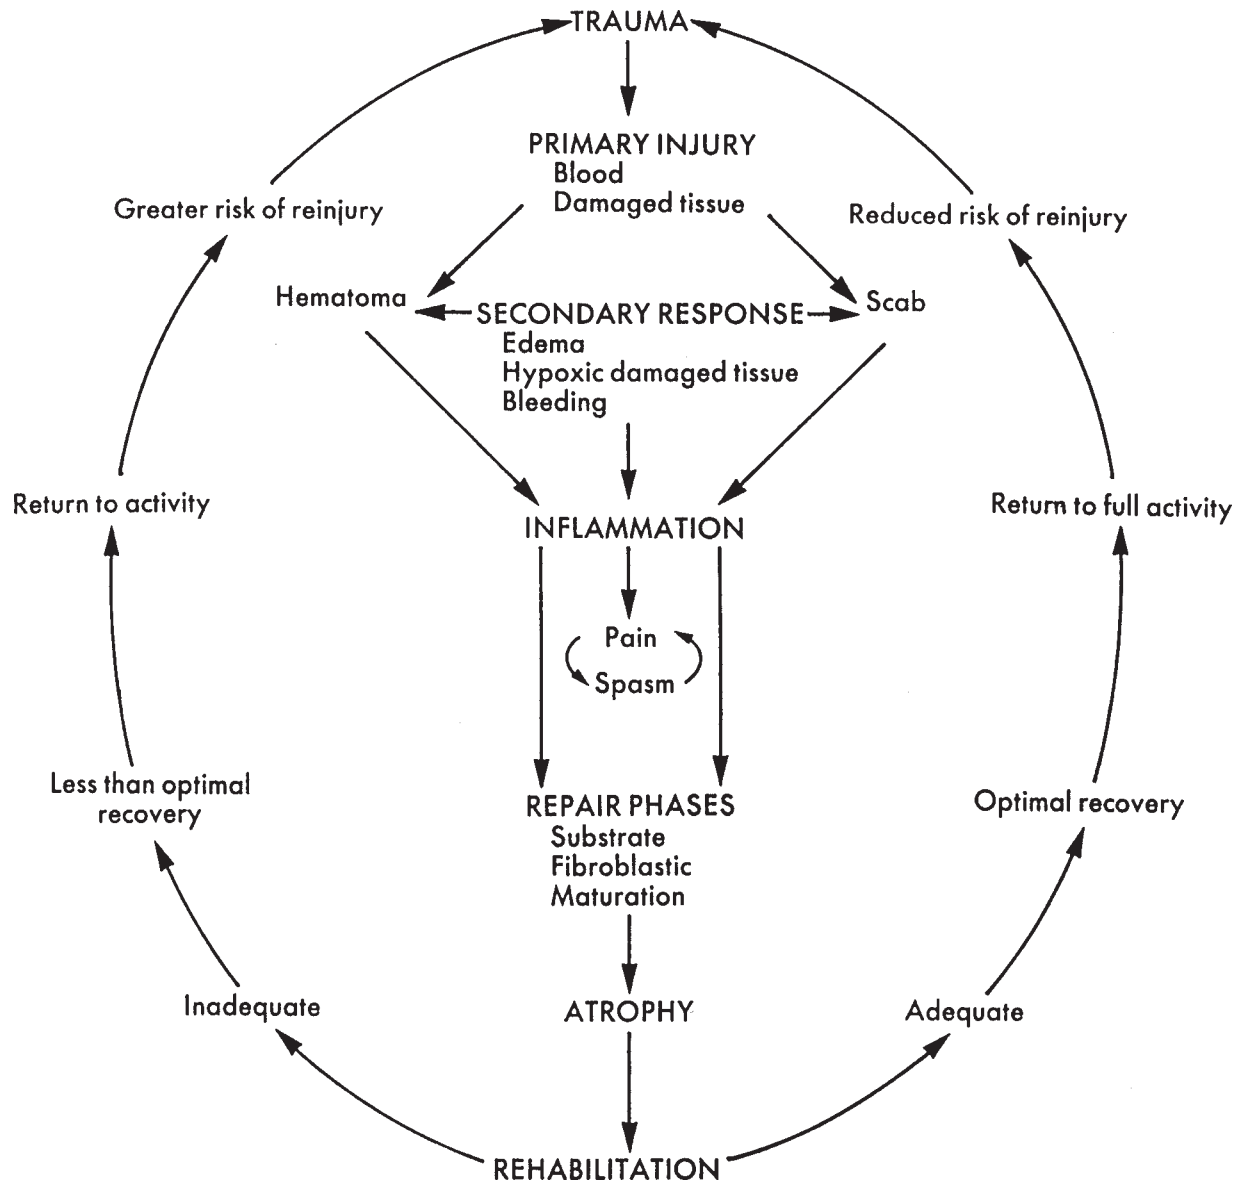 TRAUMA
PRIMARY INJURY
Blood
Damaged tissue
Greater risk of reinjury
Reduced risk of reinjury
Hematoma
Scab
SECONDARY RESPONSE
Edema
Hypoxic damaged tissue
Bleeding
Return to activity
Return to full activity
INFLAMMATION
Pain
Spasm
Less than optimal
recovery
Optimal recovery
REPAIR PHASES
Substrate
Fibroblastic
Maturation
Inadequate
ATROPHY
Adequate
REHABILITATION